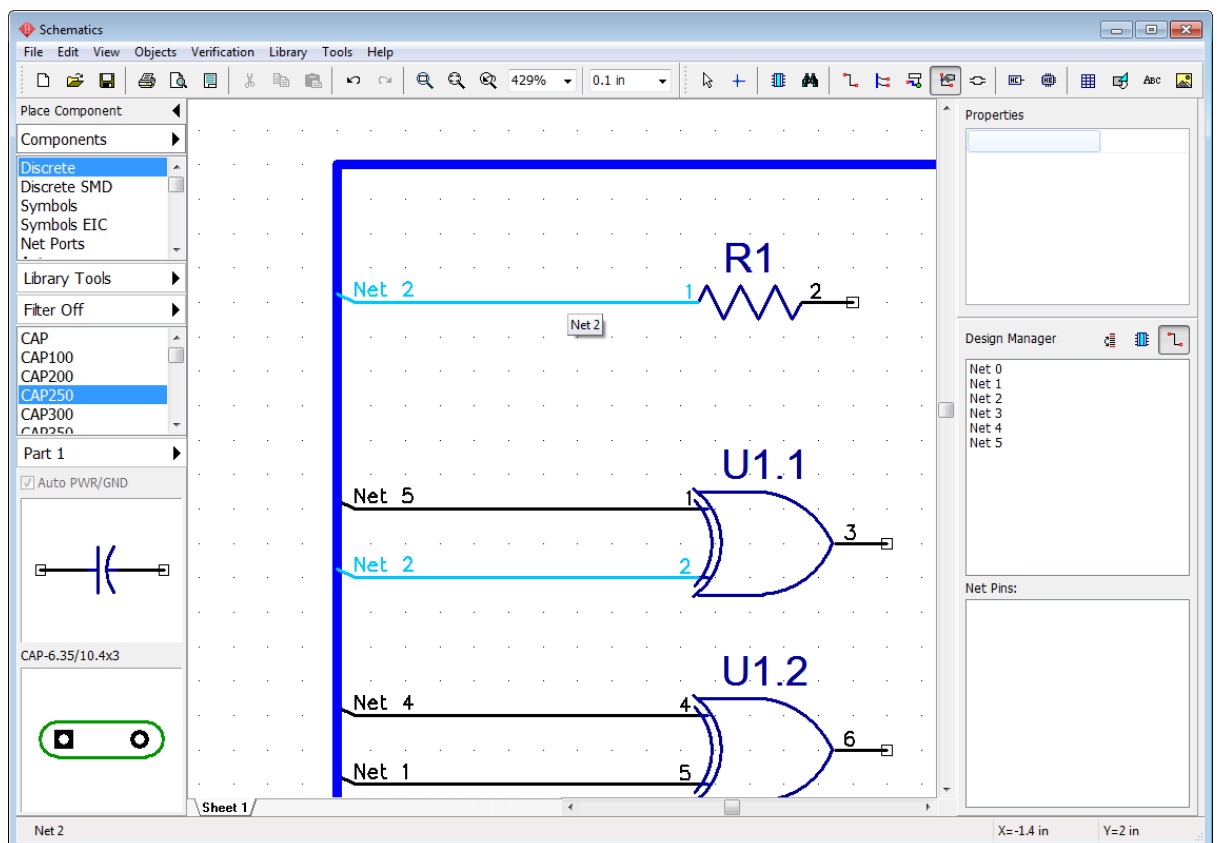 Schematics
File Edit View Objects Verification Library Tools Help
429% 0.1 in ABC
Place Component
Components
Discrete
Discrete SMD
Symbols
Symbols EIC
Net Ports
Library Tools
Filter Off
CAP
CAP100
CAP200
CAP250
CAP300
CAP350
Part 1
Auto PWR/GND
CAP-6.35/10.4x3
R1
Net 2 1 2
Net 2
U1.1
Net 5 1
3
Net 2 2
U1.2
Net 4 4
6
Net 1 5
Sheet 1
Properties
Design Manager
Net 0
Net 1
Net 2
Net 3
Net 4
Net 5
Net Pins:
Net 2 X=-1.4 in Y=2 in